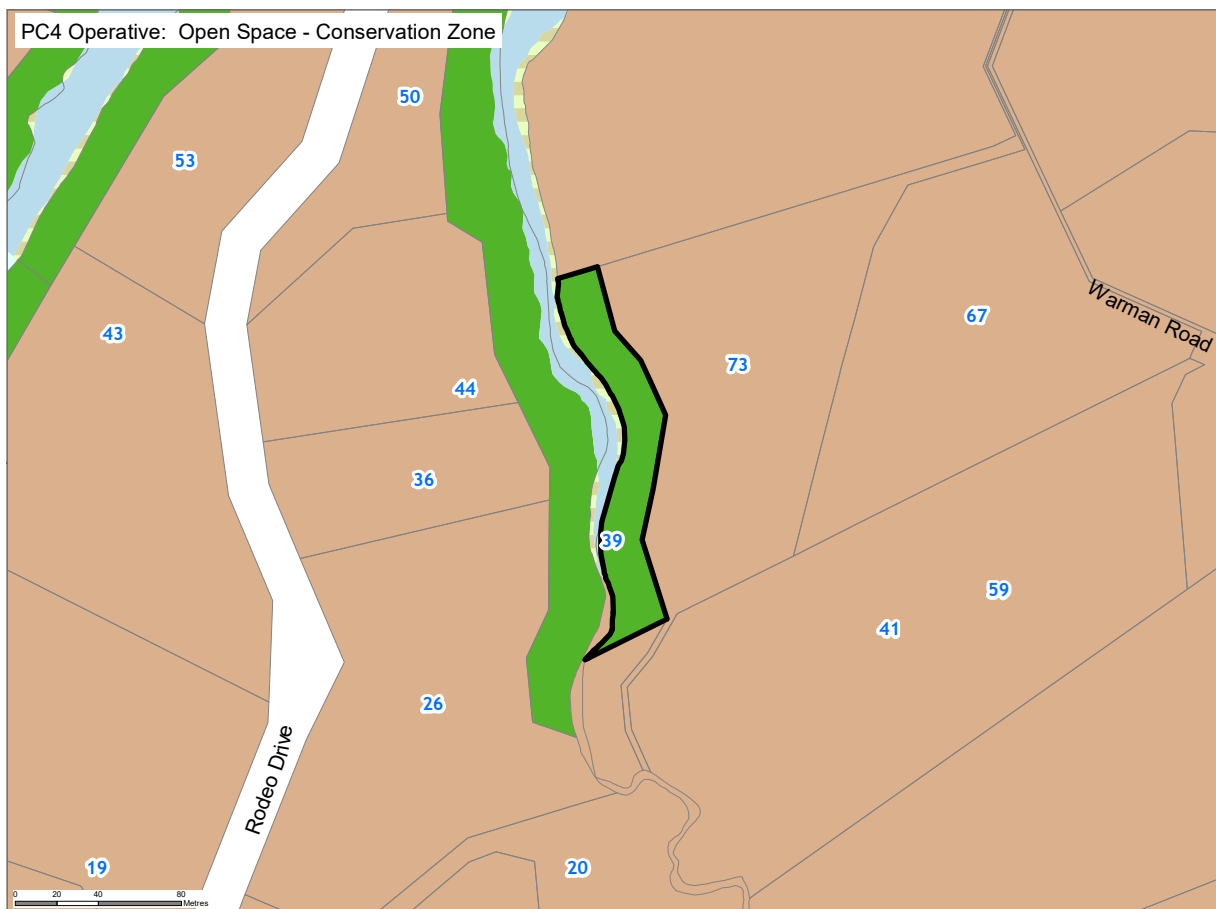 PC4 Operative: Open Space - Conservation Zone
50
53
67
Warman Road
43
73
44
36
39
59
41
26
Rodeo Drive
19
20
0 20 40 80
Metres